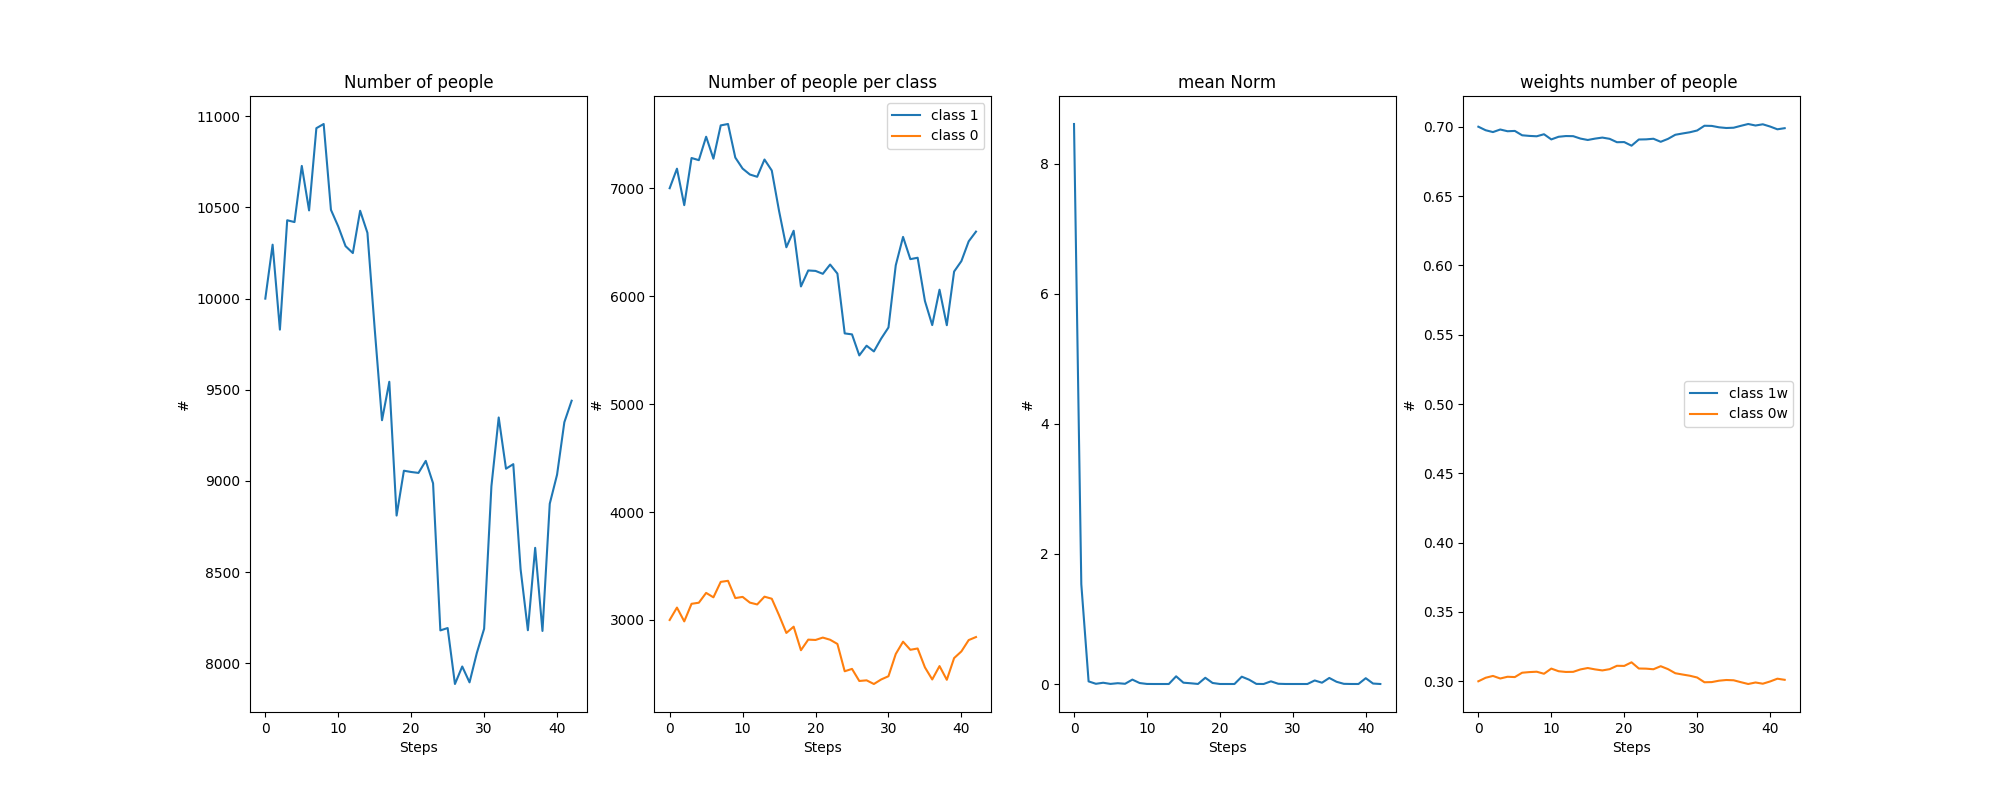 Number of people
11000
10500
10000
9500
9000
8500
8000
#
0 10 20 30 40
Steps
Number of people per class
class 1
class 0
7000
6000
5000
4000
3000
#
0 10 20 30 40
Steps
mean Norm
8
6
4
2
0
#
0 10 20 30 40
Steps
weights number of people
0.70
0.65
0.60
0.55
0.50
0.45
0.40
0.35
0.30
#
class 1w
class 0w
0 10 20 30 40
Steps